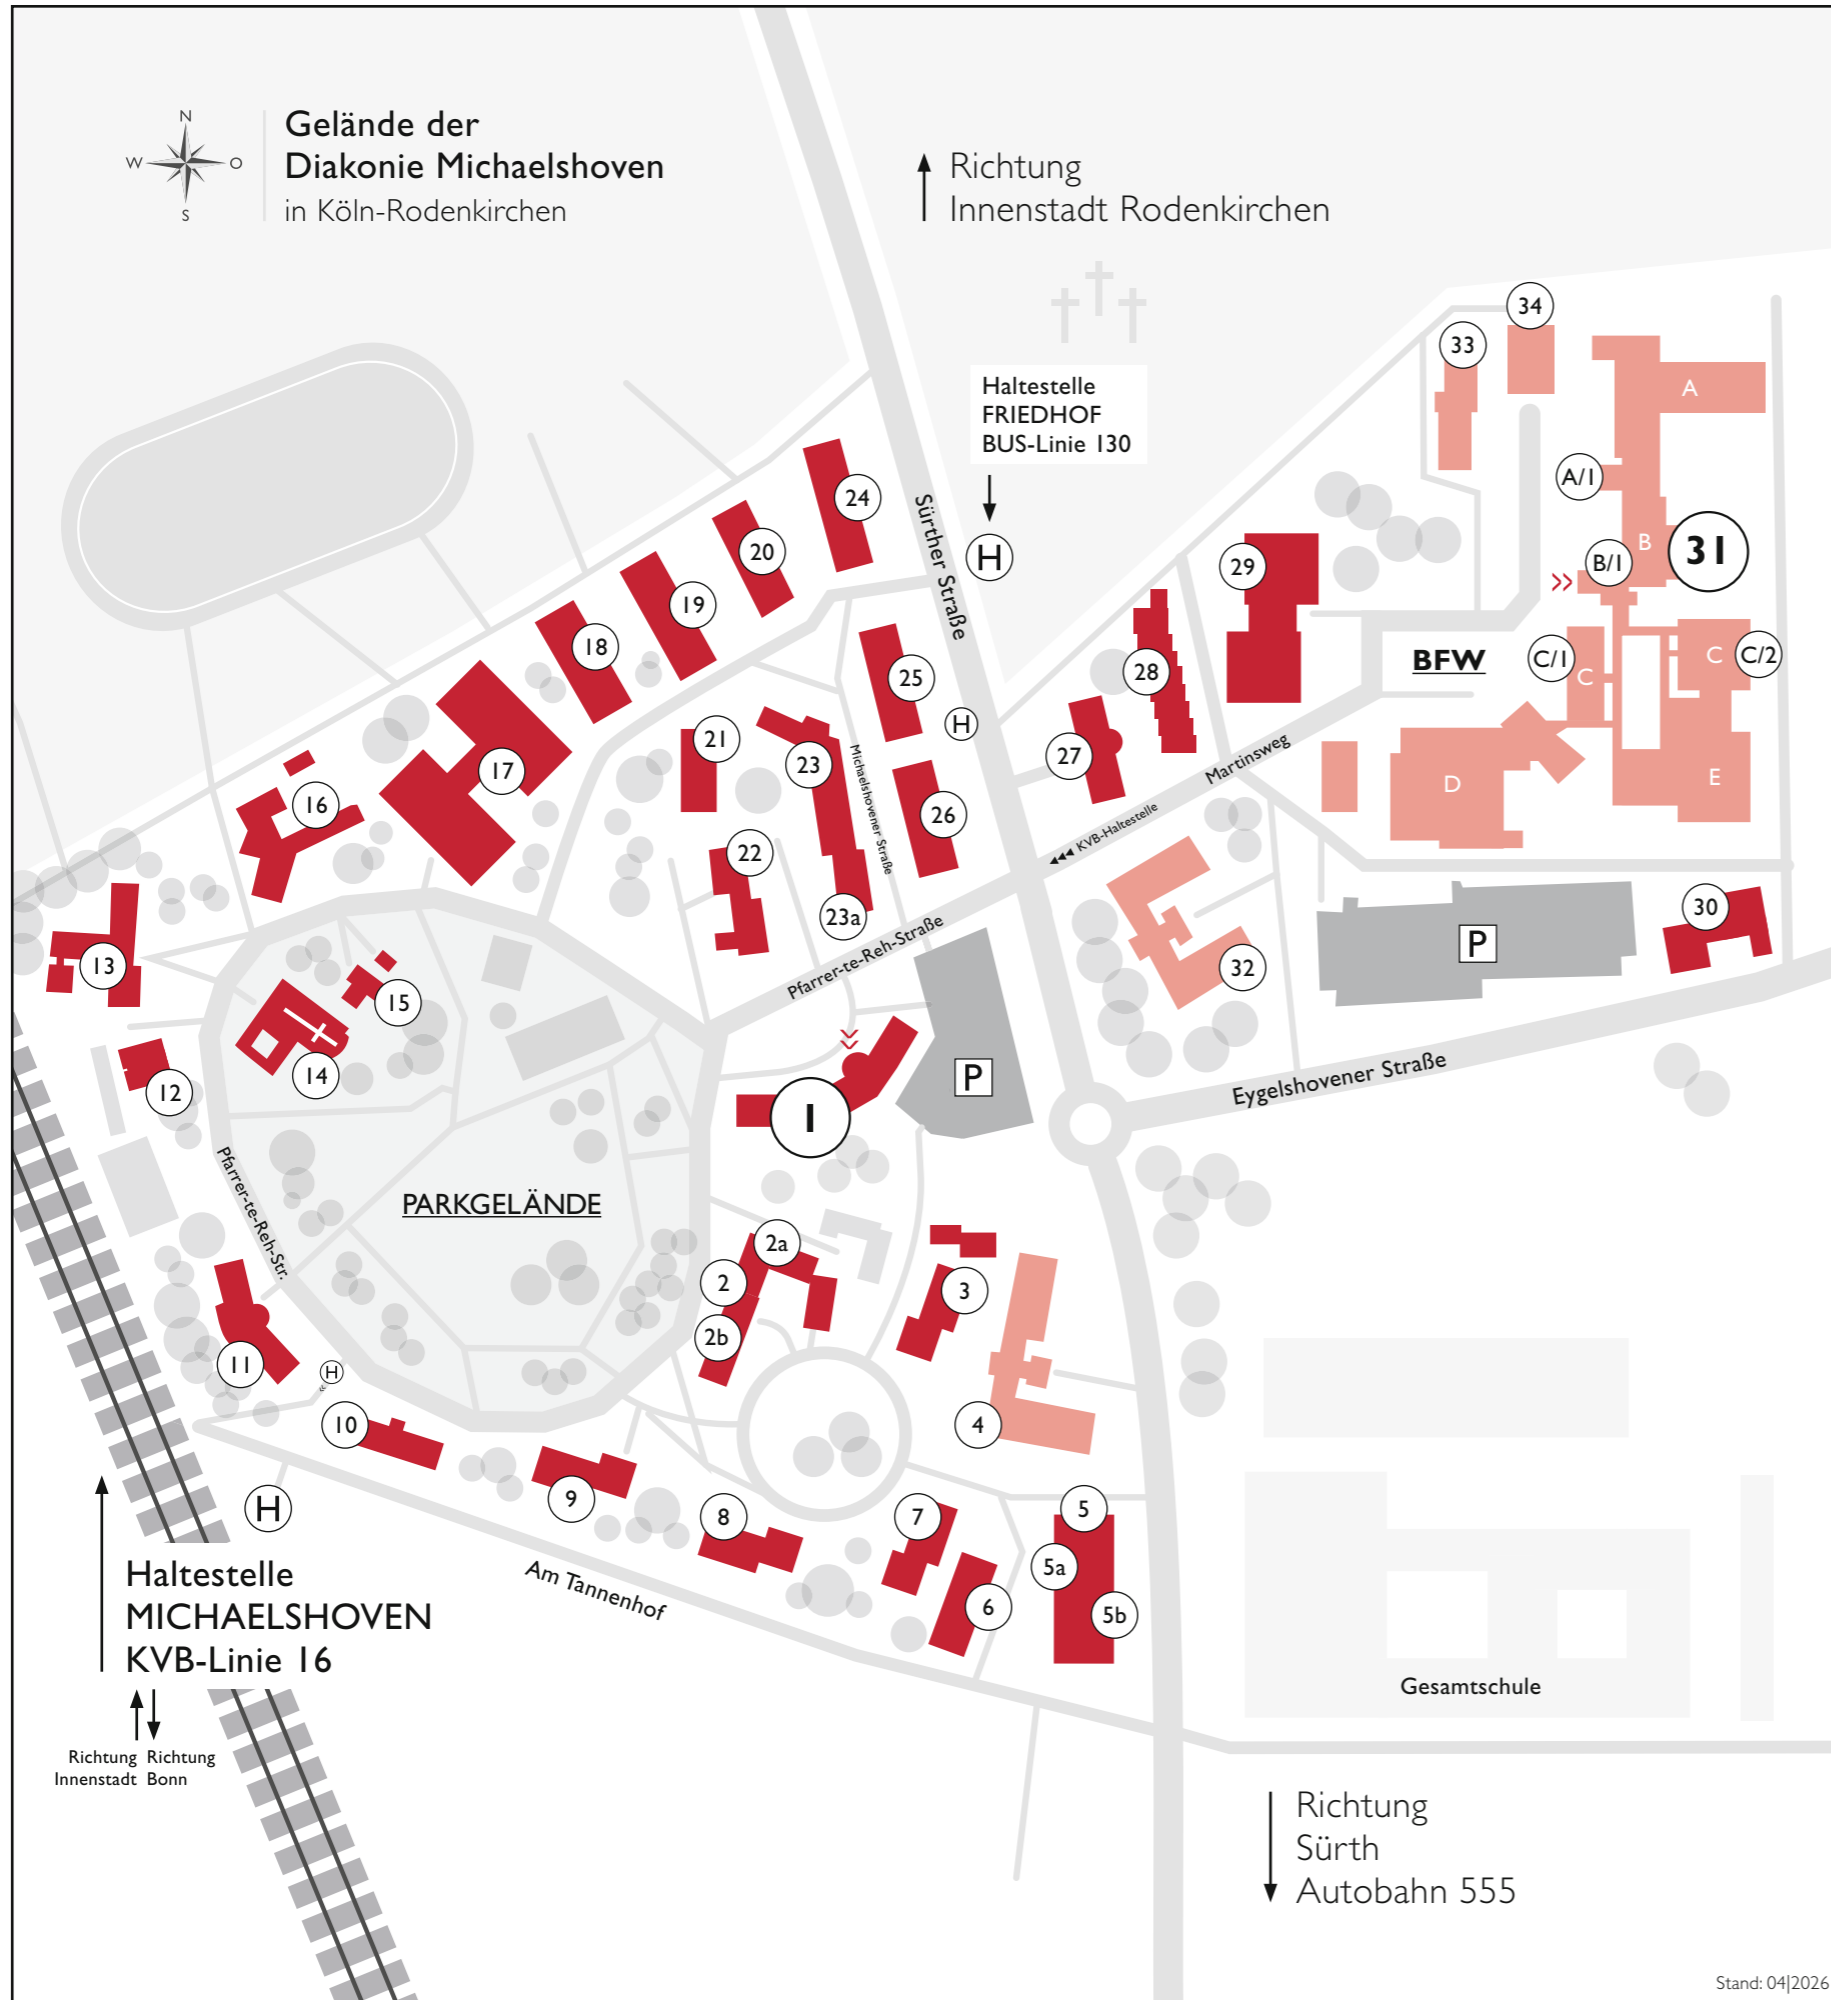 N
W
O
S
Gelände der
Diakonie Michaelshoven
in Köln-Rodenkirchen
Richtung
Innenstadt Rodenkirchen
Haltestelle
FRIEDHOF
BUS-Linie 130
H
Sürther Straße
34
33
A
A/1
B
31
B/1
C/1
C
C
C/2
BFW
D
E
29
28
27
Martinsweg
KVB-Haltestelle
24
20
19
18
25
H
26
Michaelshovener Straße
21
23
22
23a
17
16
13
15
14
12
Pfarrer-te-Reh-Straße
32
P
30
P
1
Eygelshovener Straße
Pfarrer-te-Reh-Str.
PARKGELÄNDE
2a
2
2b
3
11
H
10
4
9
8
7
5
5a
5b
6
H
Am Tannenhof
Haltestelle
MICHAELSHOVEN
KVB-Linie 16
Richtung
Innenstadt
Richtung
Bonn
Gesamtschule
Richtung
Sürth
Autobahn 555
Stand: 04|2026